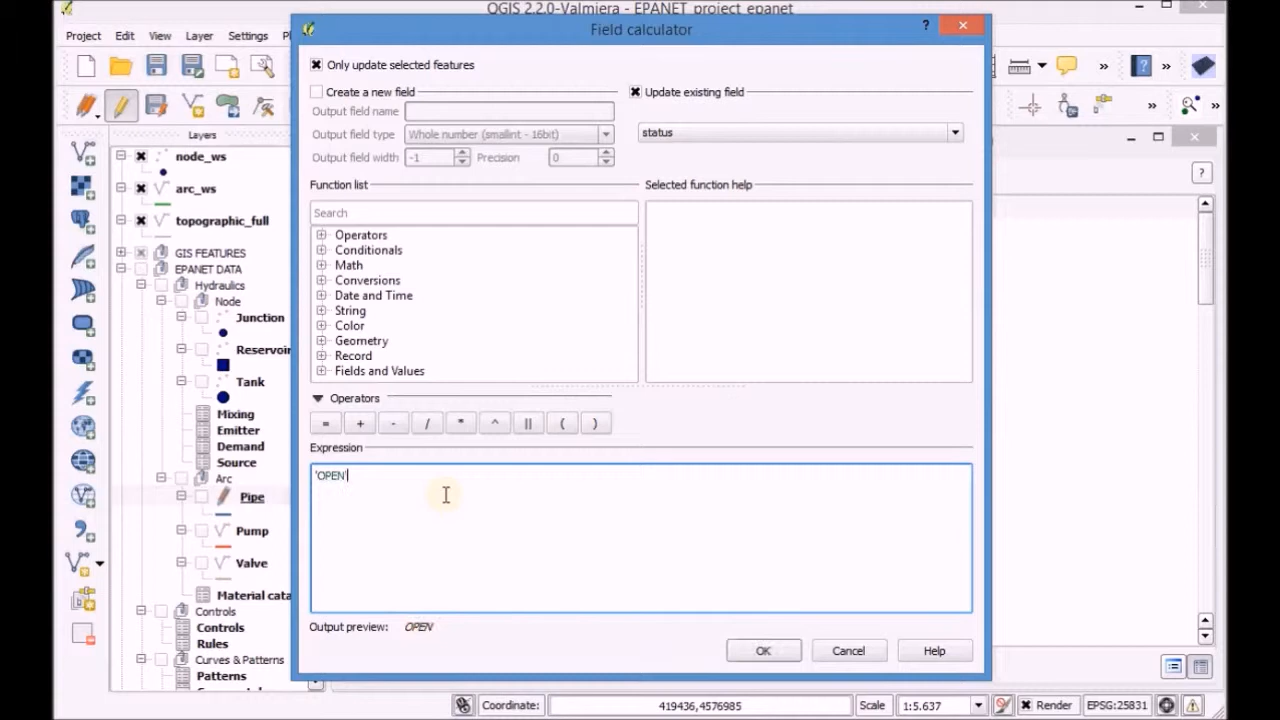 QGIS 2.2.0-Valmiera - EPANET_project_epanet
Project Edit View Layer Settings
Field calculator
?
Only update selected features
Create a new field
Output field name
Output field type Whole number (smallint - 16bit)
Output field width -1 Precision 0
Update existing field
status
Function list
Search
Operators
Conditionals
Math
Conversions
Date and Time
String
Color
Geometry
Record
Fields and Values
Selected function help
Operators
= + - / * ^ || ( )
Expression
'OPEN'
Output preview: OPEN
OK Cancel Help
Layers
node_ws
arc_ws
topographic_full
GIS FEATURES
EPANET DATA
Hydraulics
Node
Junction
Reservoir
Tank
Mixing
Emitter
Demand
Source
Arc
Pipe
Pump
Valve
Material cata
Controls
Controls
Rules
Curves & Patterns
Patterns
»
»
»
»
?
Coordinate: 419436,4576985 Scale 1:5.637 Render EPSG:25831